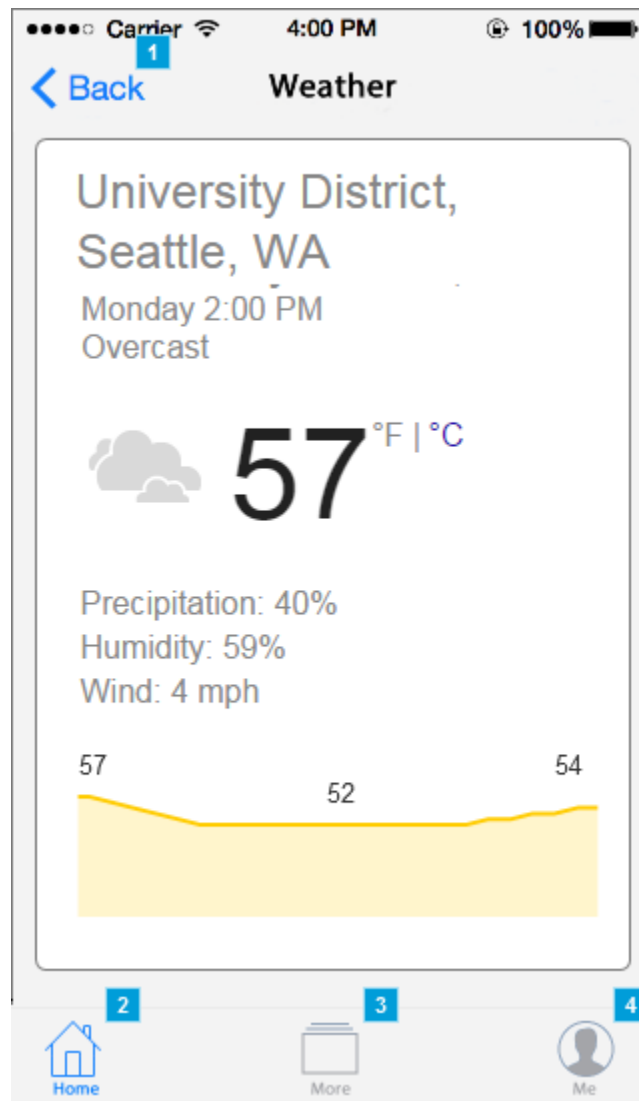 Carrier 4:00 PM 100%
1
Back Weather
University District,
Seattle, WA
Monday 2:00 PM
Overcast
57 °F | °C
Precipitation: 40%
Humidity: 59%
Wind: 4 mph
57 52 54
2 3 4
Home More Me